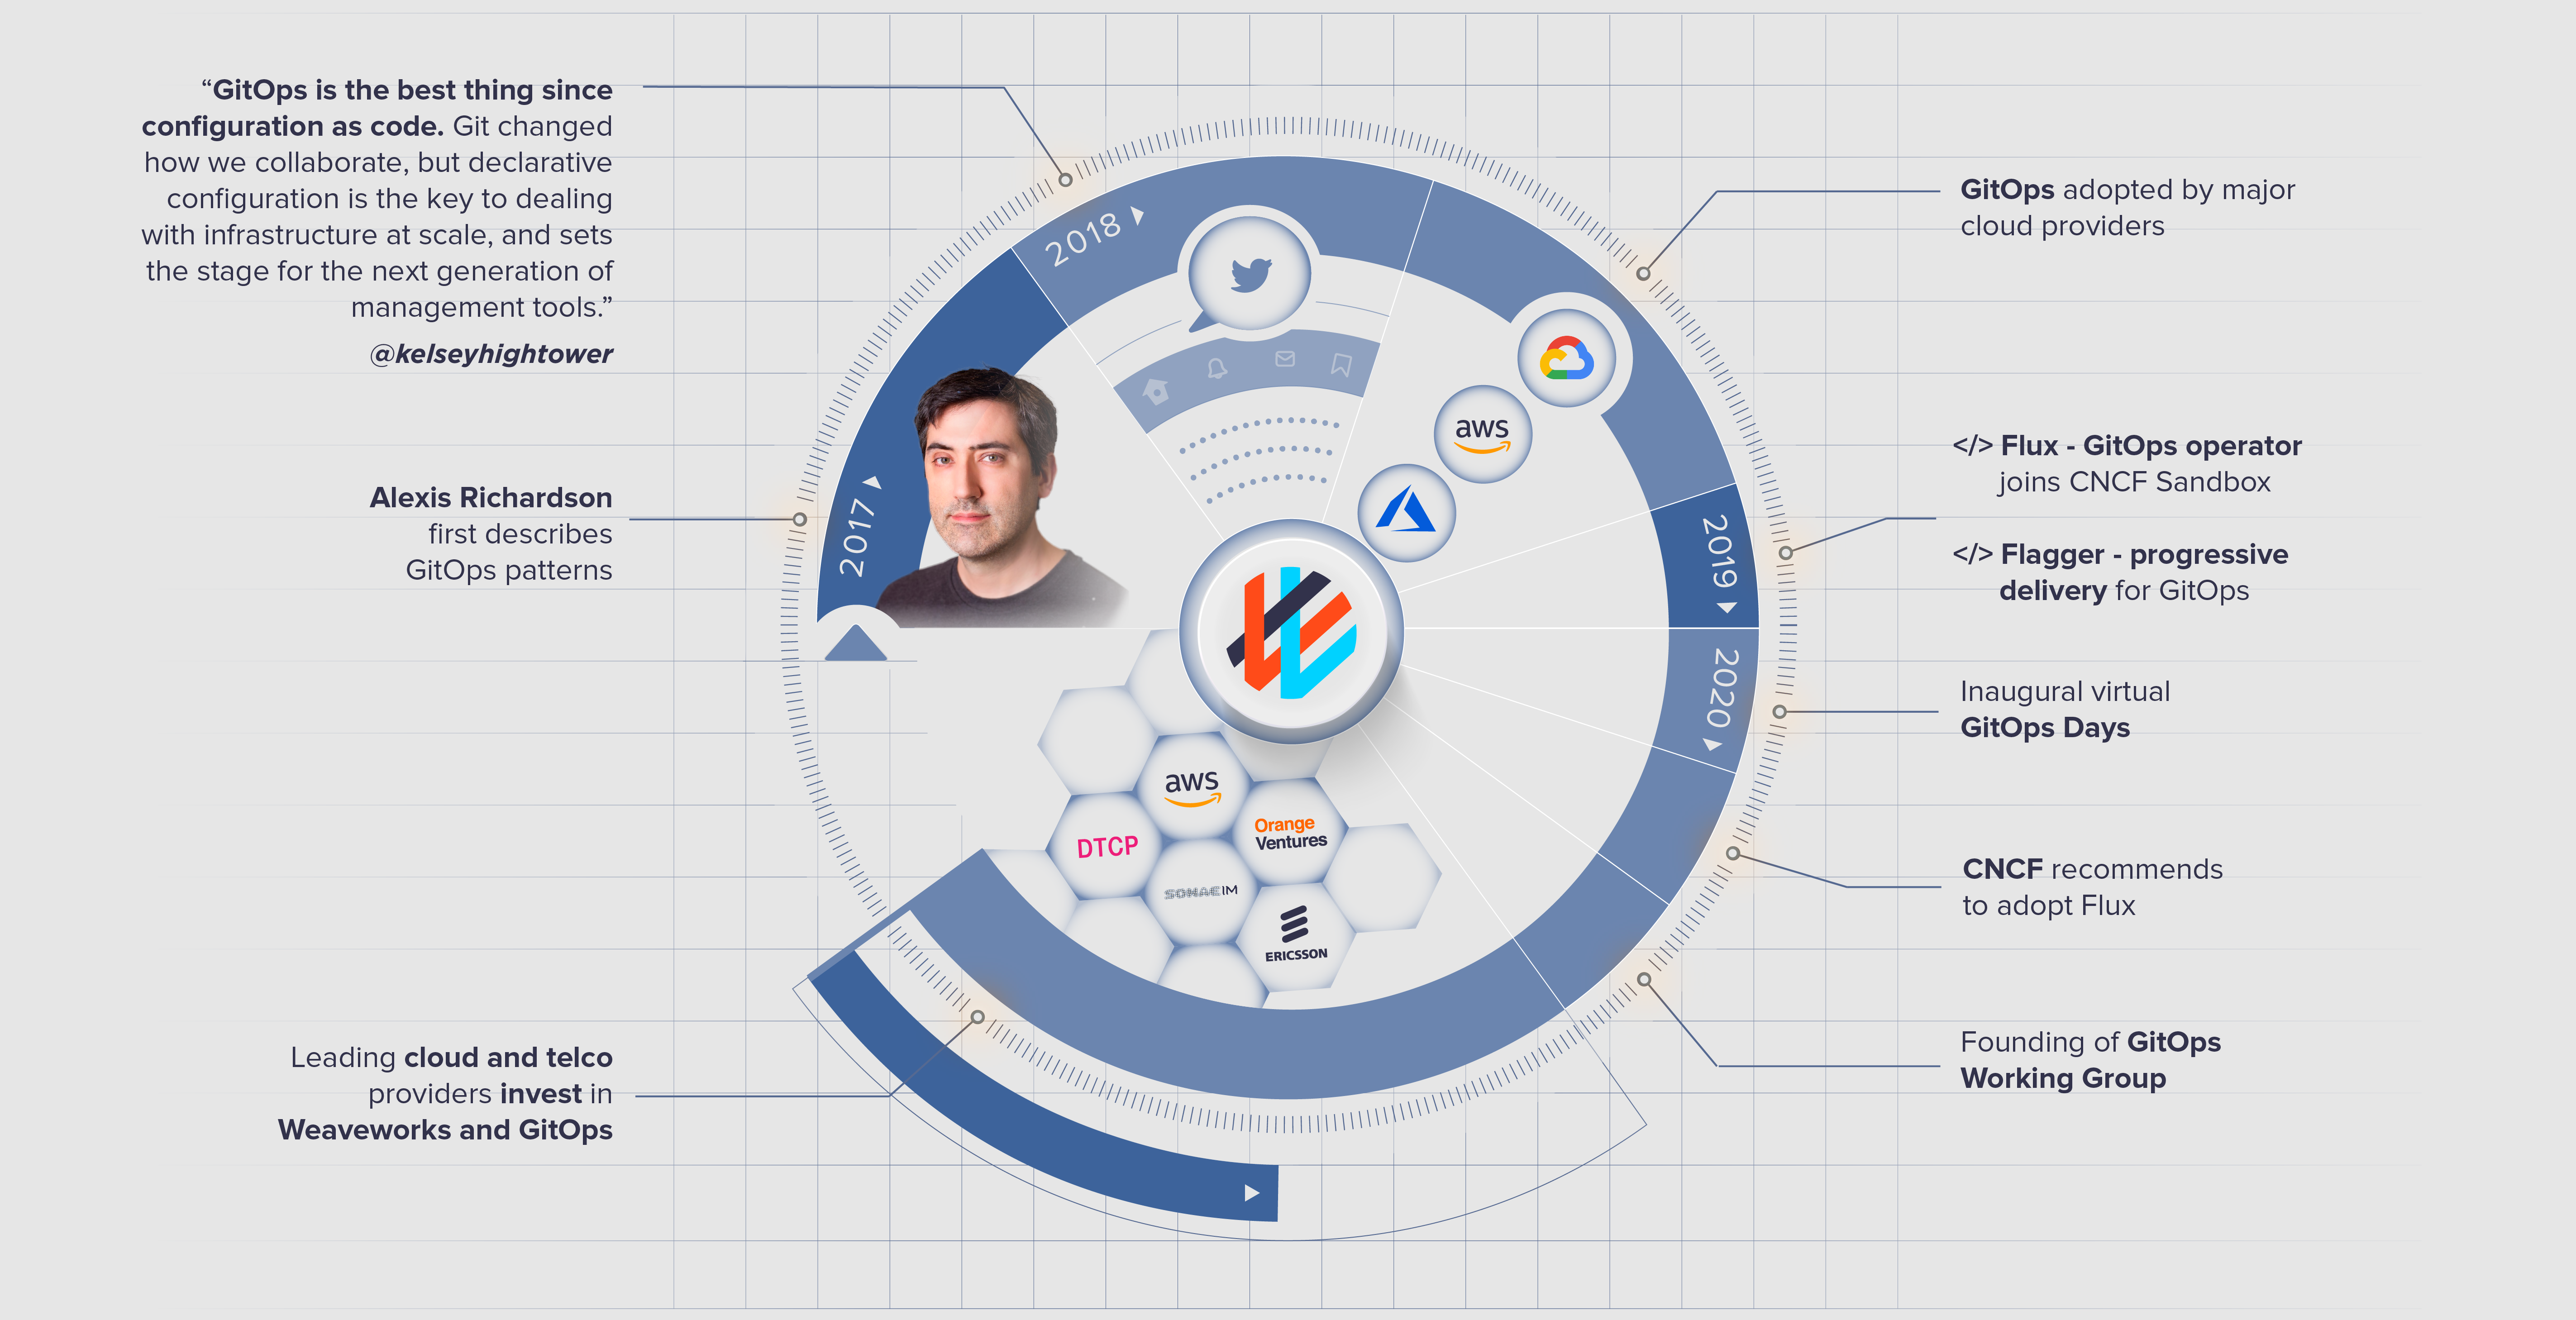 “GitOps is the best thing since
configuration as code. Git changed
how we collaborate, but declarative
configuration is the key to dealing
with infrastructure at scale, and sets
the stage for the next generation of
management tools.”
@kelseyhightower
Alexis Richardson
first describes
GitOps patterns
Leading cloud and telco
providers invest in
Weaveworks and GitOps
2017
2018
2019
2020
aws
aws
DTCP
Orange
Ventures
SOMAE IM
ERICSSON
GitOps adopted by major
cloud providers
</> Flux - GitOps operator
joins CNCF Sandbox
</> Flagger - progressive
delivery for GitOps
Inaugural virtual
GitOps Days
CNCF recommends
to adopt Flux
Founding of GitOps
Working Group